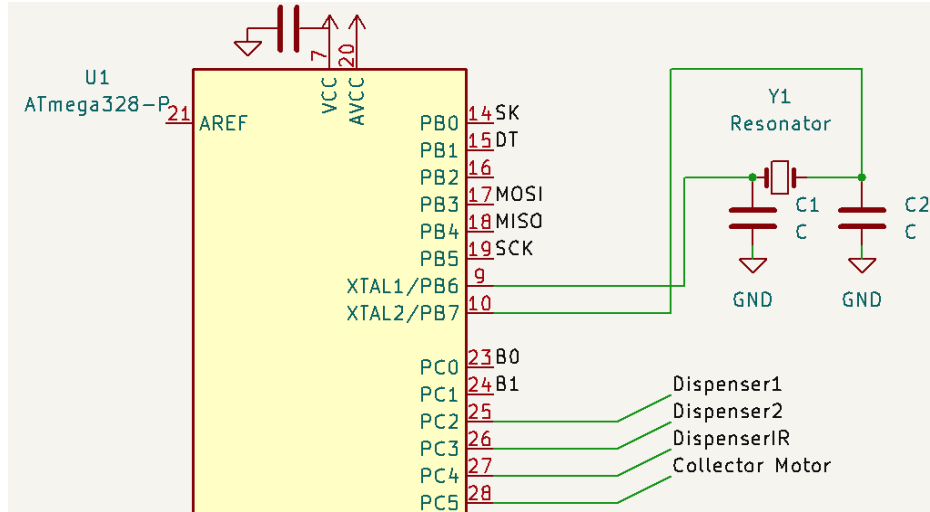 U1
ATmega328-P
21
AREF
7
VCC
20
AVCC
PB0
14
SK
PB1
15
DT
PB2
16
PB3
17
MOSI
PB4
18
MISO
PB5
19
SCK
XTAL1/PB6
9
XTAL2/PB7
10
PC0
23
B0
PC1
24
B1
PC2
25
PC3
26
PC4
27
PC5
28
Y1
Resonator
C1
C
C2
C
GND
GND
Dispenser1
Dispenser2
DispenserIR
Collector Motor